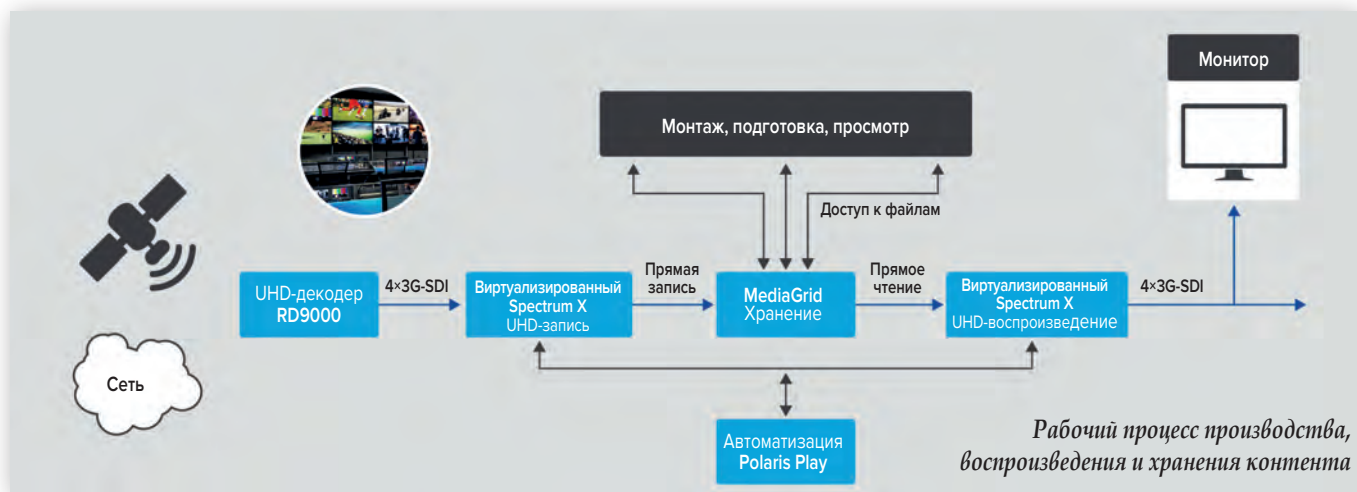 Монитор
Монтаж, подготовка, просмотр
Доступ к файлам
UHD-декодер
RD9000
4×3G-SDI
Виртуализированный
Spectrum X
UHD-запись
Прямая
запись
MediaGrid
Хранение
Прямое
чтение
Виртуализированный
Spectrum X
UHD-воспроизведение
4×3G-SDI
Сеть
Автоматизация
Polaris Play
Рабочий процесс производства,
воспроизведения и хранения контента